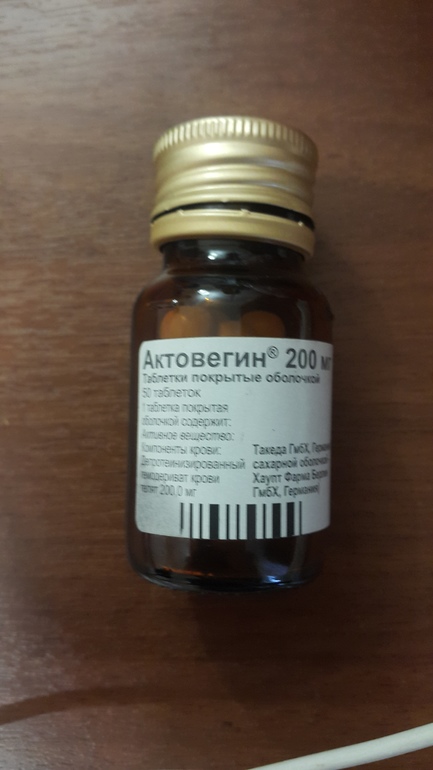 Актовегин® 200 мг
Таблетки покрытые оболочкой
50 таблеток
1 таблетка покрытая
оболочкой содержит:
Активное вещество:
Компоненты крови:
Депротеинизированный
гемодериват крови
телят 200,0 мг
Такеда ГмбХ,
сахарной оболочкой
Хаупт Фарма
ГмбХ, Германия